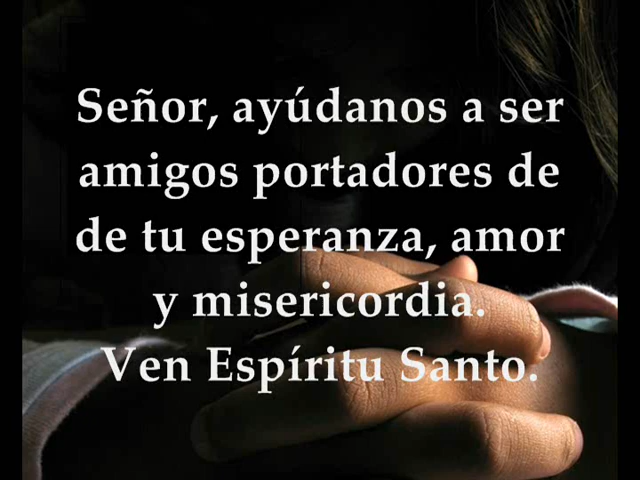 Señor, ayúdanos a ser
amigos portadores de
de tu esperanza, amor
y misericordia.
Ven Espíritu Santo.